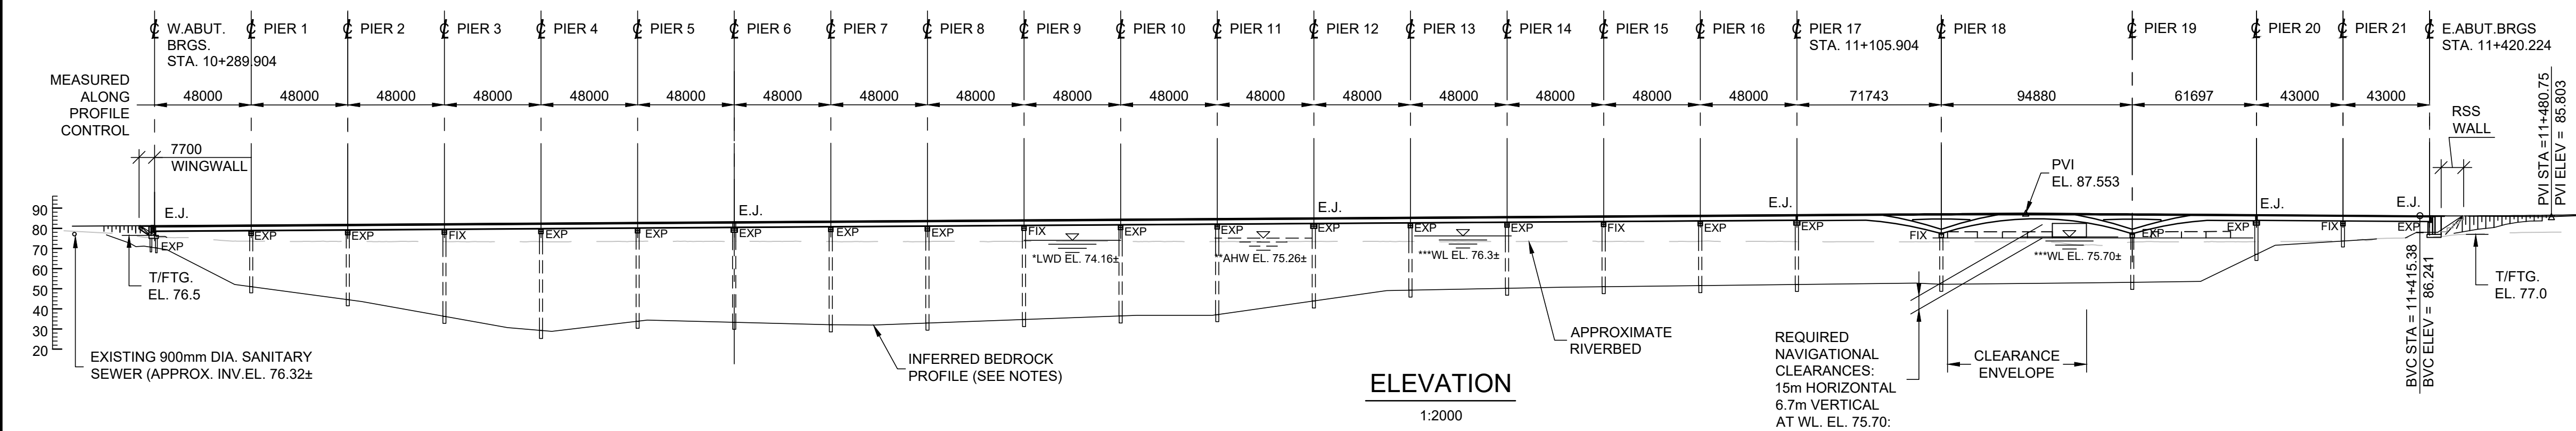 ℄ W.ABUT.
BRGS.
STA. 10+289.904
℄ PIER 1
℄ PIER 2
℄ PIER 3
℄ PIER 4
℄ PIER 5
℄ PIER 6
℄ PIER 7
℄ PIER 8
℄ PIER 9
℄ PIER 10
℄ PIER 11
℄ PIER 12
℄ PIER 13
℄ PIER 14
℄ PIER 15
℄ PIER 16
℄ PIER 17
STA. 11+105.904
℄ PIER 18
℄ PIER 19
℄ PIER 20
℄ PIER 21
℄ E.ABUT.BRGS
STA. 11+420.224
MEASURED
ALONG
PROFILE
CONTROL
48000 48000 48000 48000 48000 48000 48000 48000 48000 48000 48000 48000 48000 48000 48000 48000 48000 71743 94880 61697 43000 43000
7700
WINGWALL
RSS
WALL
PVI STA =11+480.75
PVI ELEV = 85.803
PVI
EL. 87.553
E.J.
E.J.
E.J.
E.J.
E.J.
E.J.
90
80
70
60
50
40
30
20
EXP
EXP
EXP
FIX
EXP
EXP
EXP
EXP
EXP
FIX
EXP
EXP
EXP
EXP
EXP
FIX
EXP
EXP
FIX
EXP
EXP
FIX
EXP
*LWD EL. 74.16±
**AHW EL. 75.26±
***WL EL. 76.3±
***WL EL. 75.70±
T/FTG.
EL. 76.5
T/FTG.
EL. 77.0
BVC STA = 11+415.38
BVC ELEV = 86.241
EXISTING 900mm DIA. SANITARY
SEWER (APPROX. INV.EL. 76.32±
INFERRED BEDROCK
PROFILE (SEE NOTES)
APPROXIMATE
RIVERBED
REQUIRED
NAVIGATIONAL
CLEARANCES:
15m HORIZONTAL
6.7m VERTICAL
AT WL. EL. 75.70:
CLEARANCE
ENVELOPE
ELEVATION
1:2000